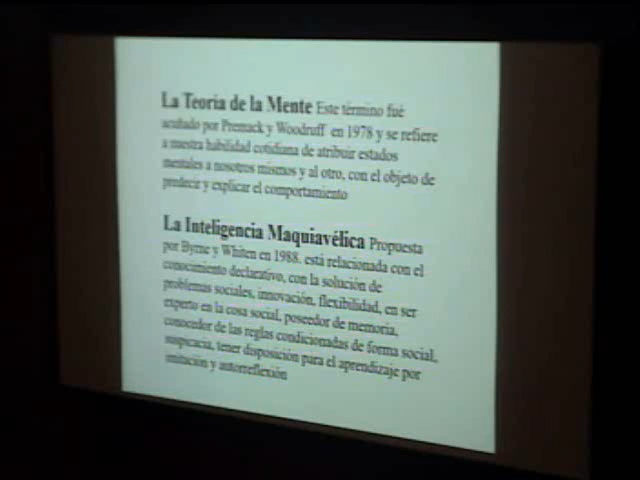 La Teoria de la Mente Este término fué
acuñado por Premack y Woodruff en 1978 y se refiere
a nuestra habilidad cotidiana de atribuir estados
mentales a nosotros mismos y al otro, con el objeto de
predecir y explicar el comportamiento
La Inteligencia Maquiavélica Propuesta
por Byrne y Whiten en 1988. está relacionada con el
conocimiento declarativo, con la solución de
problemas sociales, innovación, flexibilidad, en ser
experto en la cosa social, poseedor de memoria,
conocedor de las reglas condicionadas de forma social,
suspicacia, tener disposición para el aprendizaje por
imitación y autorreflexión